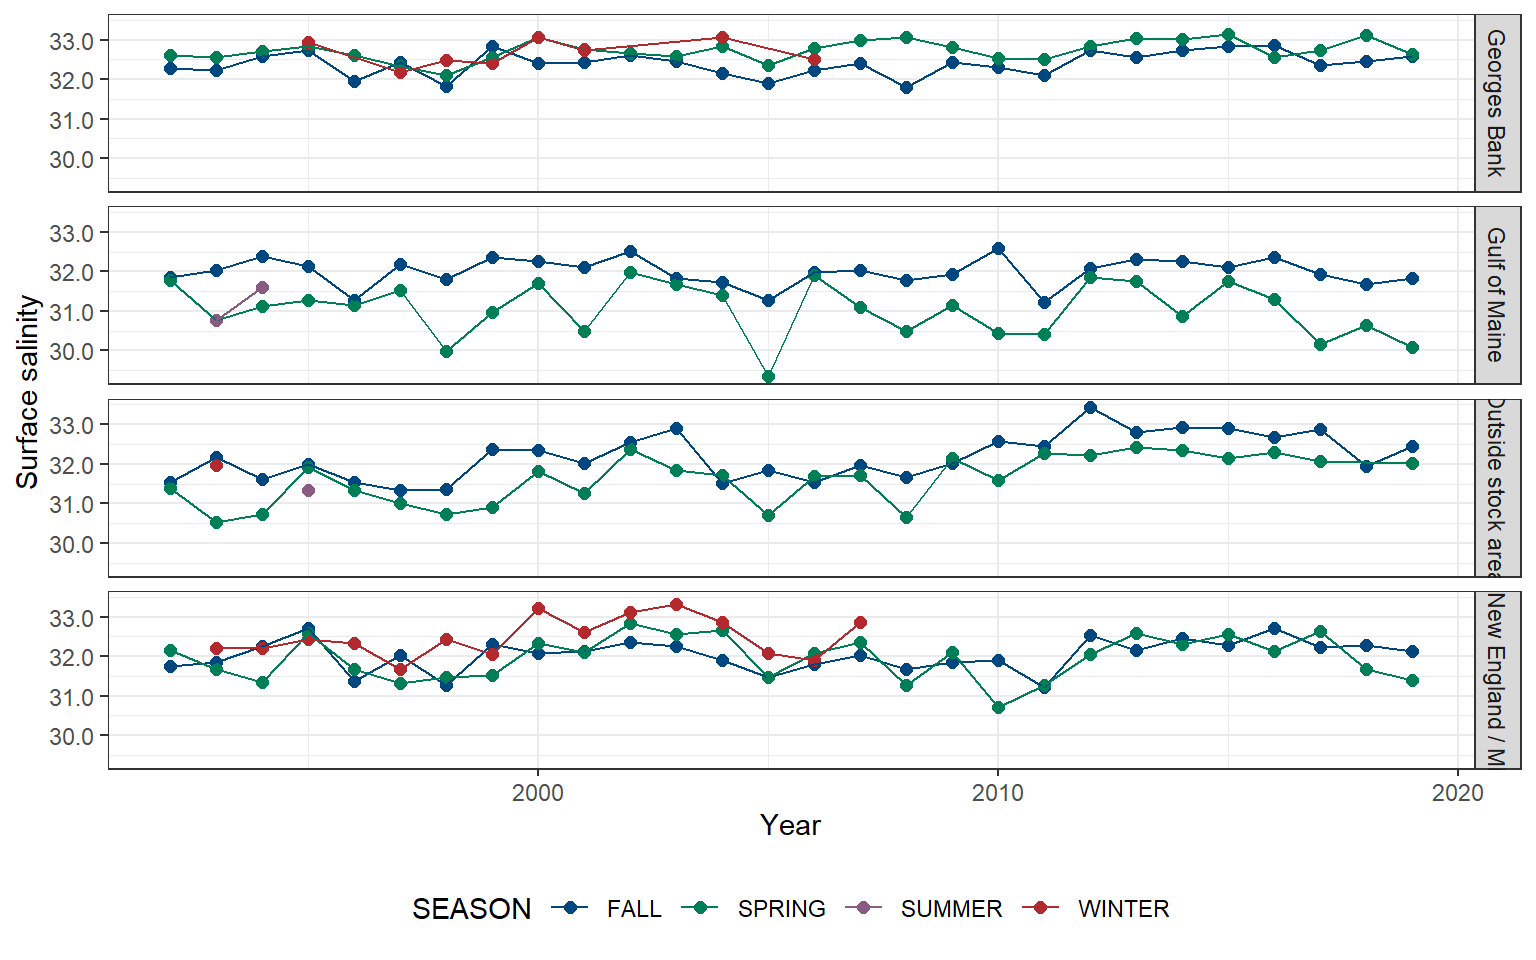 Surface salinity
33.0
32.0
31.0
30.0
Georges Bank
33.0
32.0
31.0
30.0
Gulf of Maine
33.0
32.0
31.0
30.0
Outside stock area
33.0
32.0
31.0
30.0
New England / M
2000 2010 2020
Year
SEASON FALL SPRING SUMMER WINTER